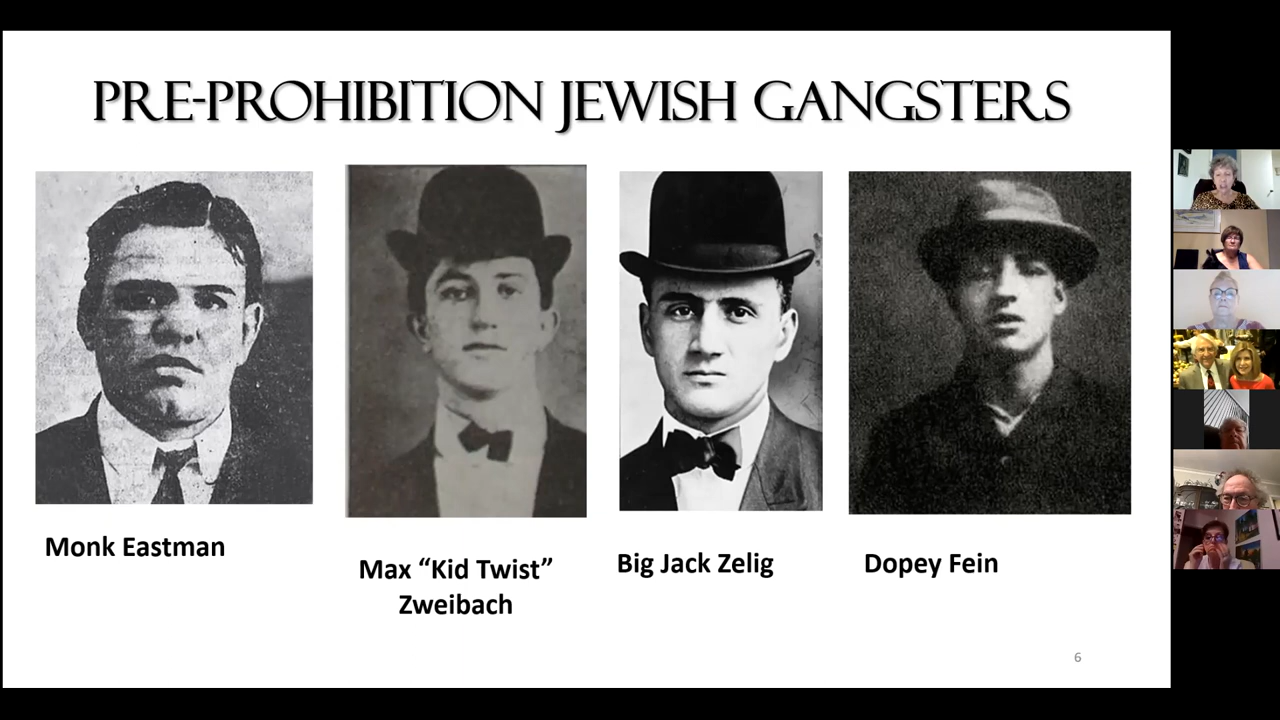 PRE-PROHIBITION JEWISH GANGSTERS
Monk Eastman
Max “Kid Twist”
Zweibach
Big Jack Zelig
Dopey Fein
6